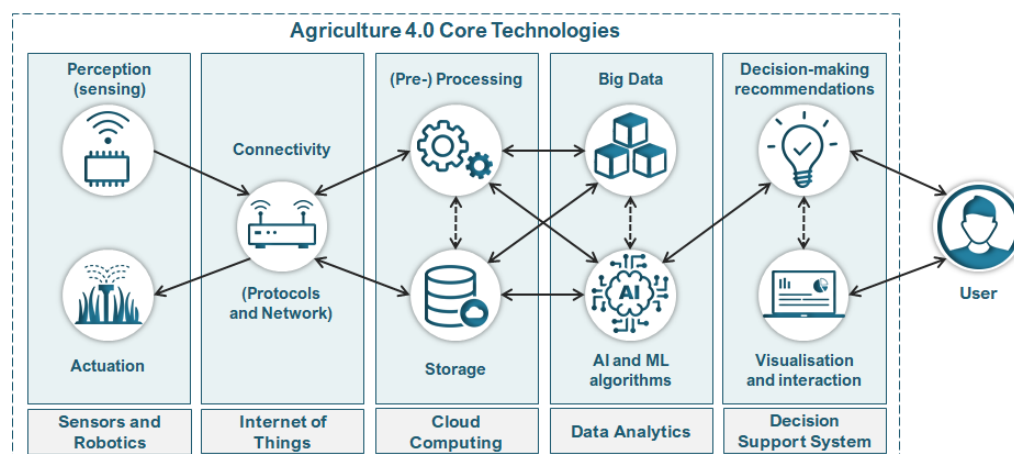 Agriculture 4.0 Core Technologies
Perception
(sensing)
Actuation
Sensors and
Robotics
Connectivity
(Protocols
and Network)
Internet of
Things
(Pre-) Processing
Storage
Cloud
Computing
Big Data
AI
AI and ML
algorithms
Data Analytics
Decision-making
recommendations
Visualisation
and interaction
Decision
Support System
User